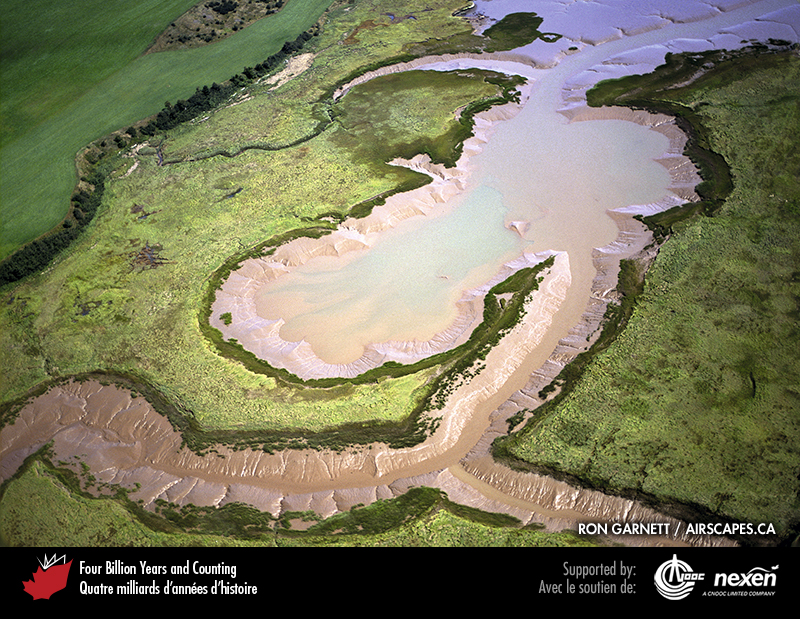 RON GARNETT / AIRSCAPES.CA
Four Billion Years and Counting
Quatre milliards d'années d'histoire
Supported by:
Avec le soutien de:
CNOOC
nexen
A CNOOC LIMITED COMPANY